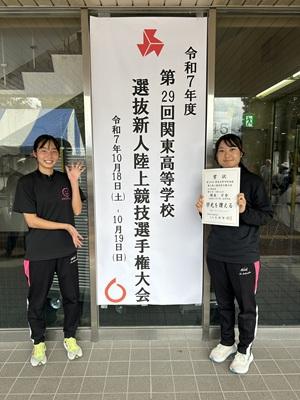 令和7年度
第29回関東高等学校
選抜新人陸上競技選手権大会
令和7年10月18日（土）-10月19日（日）
賞状